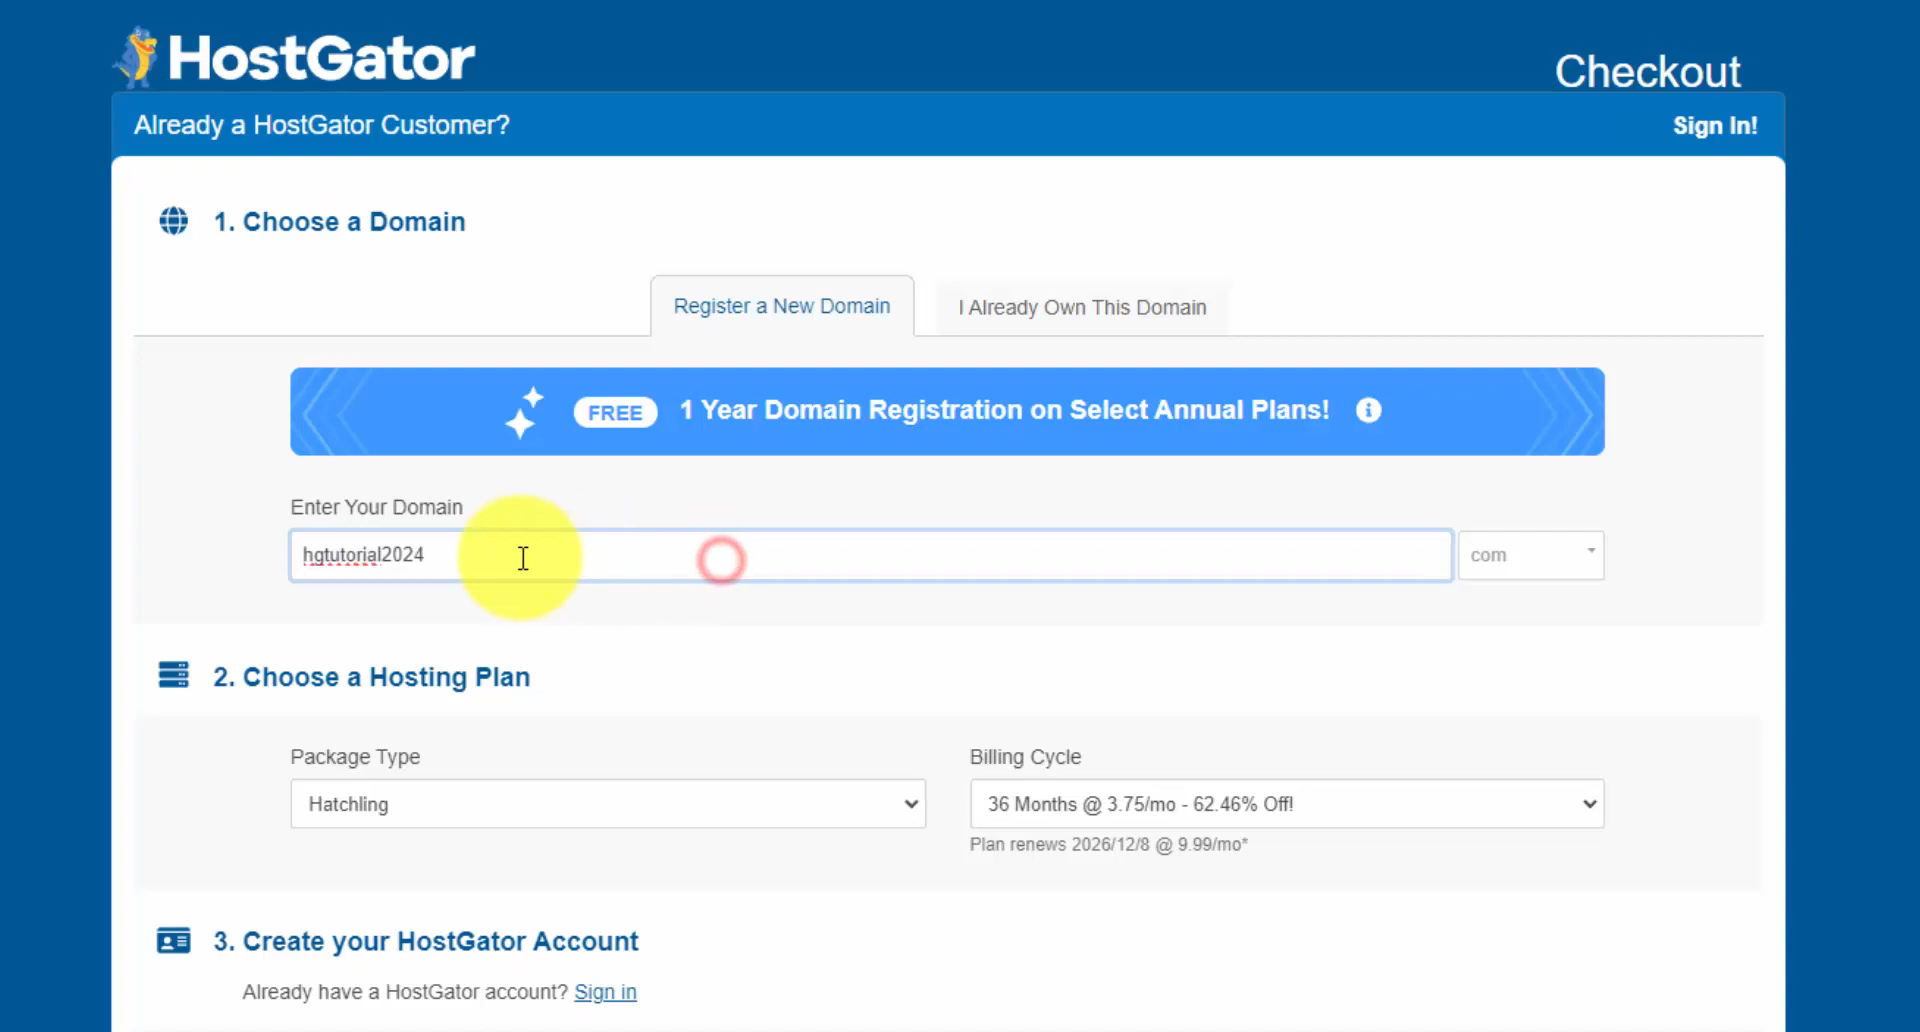 HostGator
Checkout
Already a HostGator Customer?
Sign In!
1. Choose a Domain
Register a New Domain
I Already Own This Domain
FREE 1 Year Domain Registration on Select Annual Plans!
Enter Your Domain
hgtutorial2024
com
2. Choose a Hosting Plan
Package Type
Billing Cycle
Hatchling
36 Months @ 3.75/mo - 62.46% Off!
Plan renews 2026/12/8 @ 9.99/mo*
3. Create your HostGator Account
Already have a HostGator account? Sign in